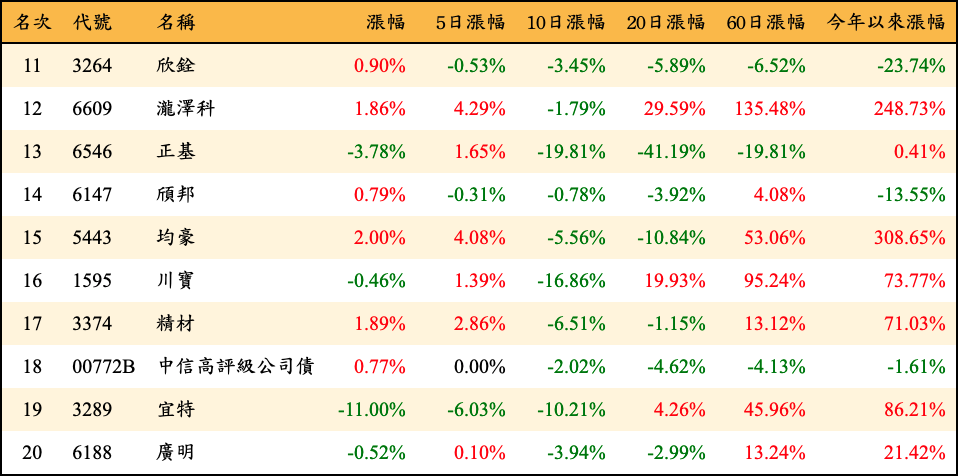 名次 代號 名稱 漲幅 5日漲幅 10日漲幅 20日漲幅 60日漲幅 今年以來漲幅
11 3264 欣銓 0.90% -0.53% -3.45% -5.89% -6.52% -23.74%
12 6609 瀧澤科 1.86% 4.29% -1.79% 29.59% 135.48% 248.73%
13 6546 正基 -3.78% 1.65% -19.81% -41.19% -19.81% 0.41%
14 6147 頎邦 0.79% -0.31% -0.78% -3.92% 4.08% -13.55%
15 5443 均豪 2.00% 4.08% -5.56% -10.84% 53.06% 308.65%
16 1595 川寶 -0.46% 1.39% -16.86% 19.93% 95.24% 73.77%
17 3374 精材 1.89% 2.86% -6.51% -1.15% 13.12% 71.03%
18 00772B 中信高評級公司債 0.77% 0.00% -2.02% -4.62% -4.13% -1.61%
19 3289 宜特 -11.00% -6.03% -10.21% 4.26% 45.96% 86.21%
20 6188 廣明 -0.52% 0.10% -3.94% -2.99% 13.24% 21.42%